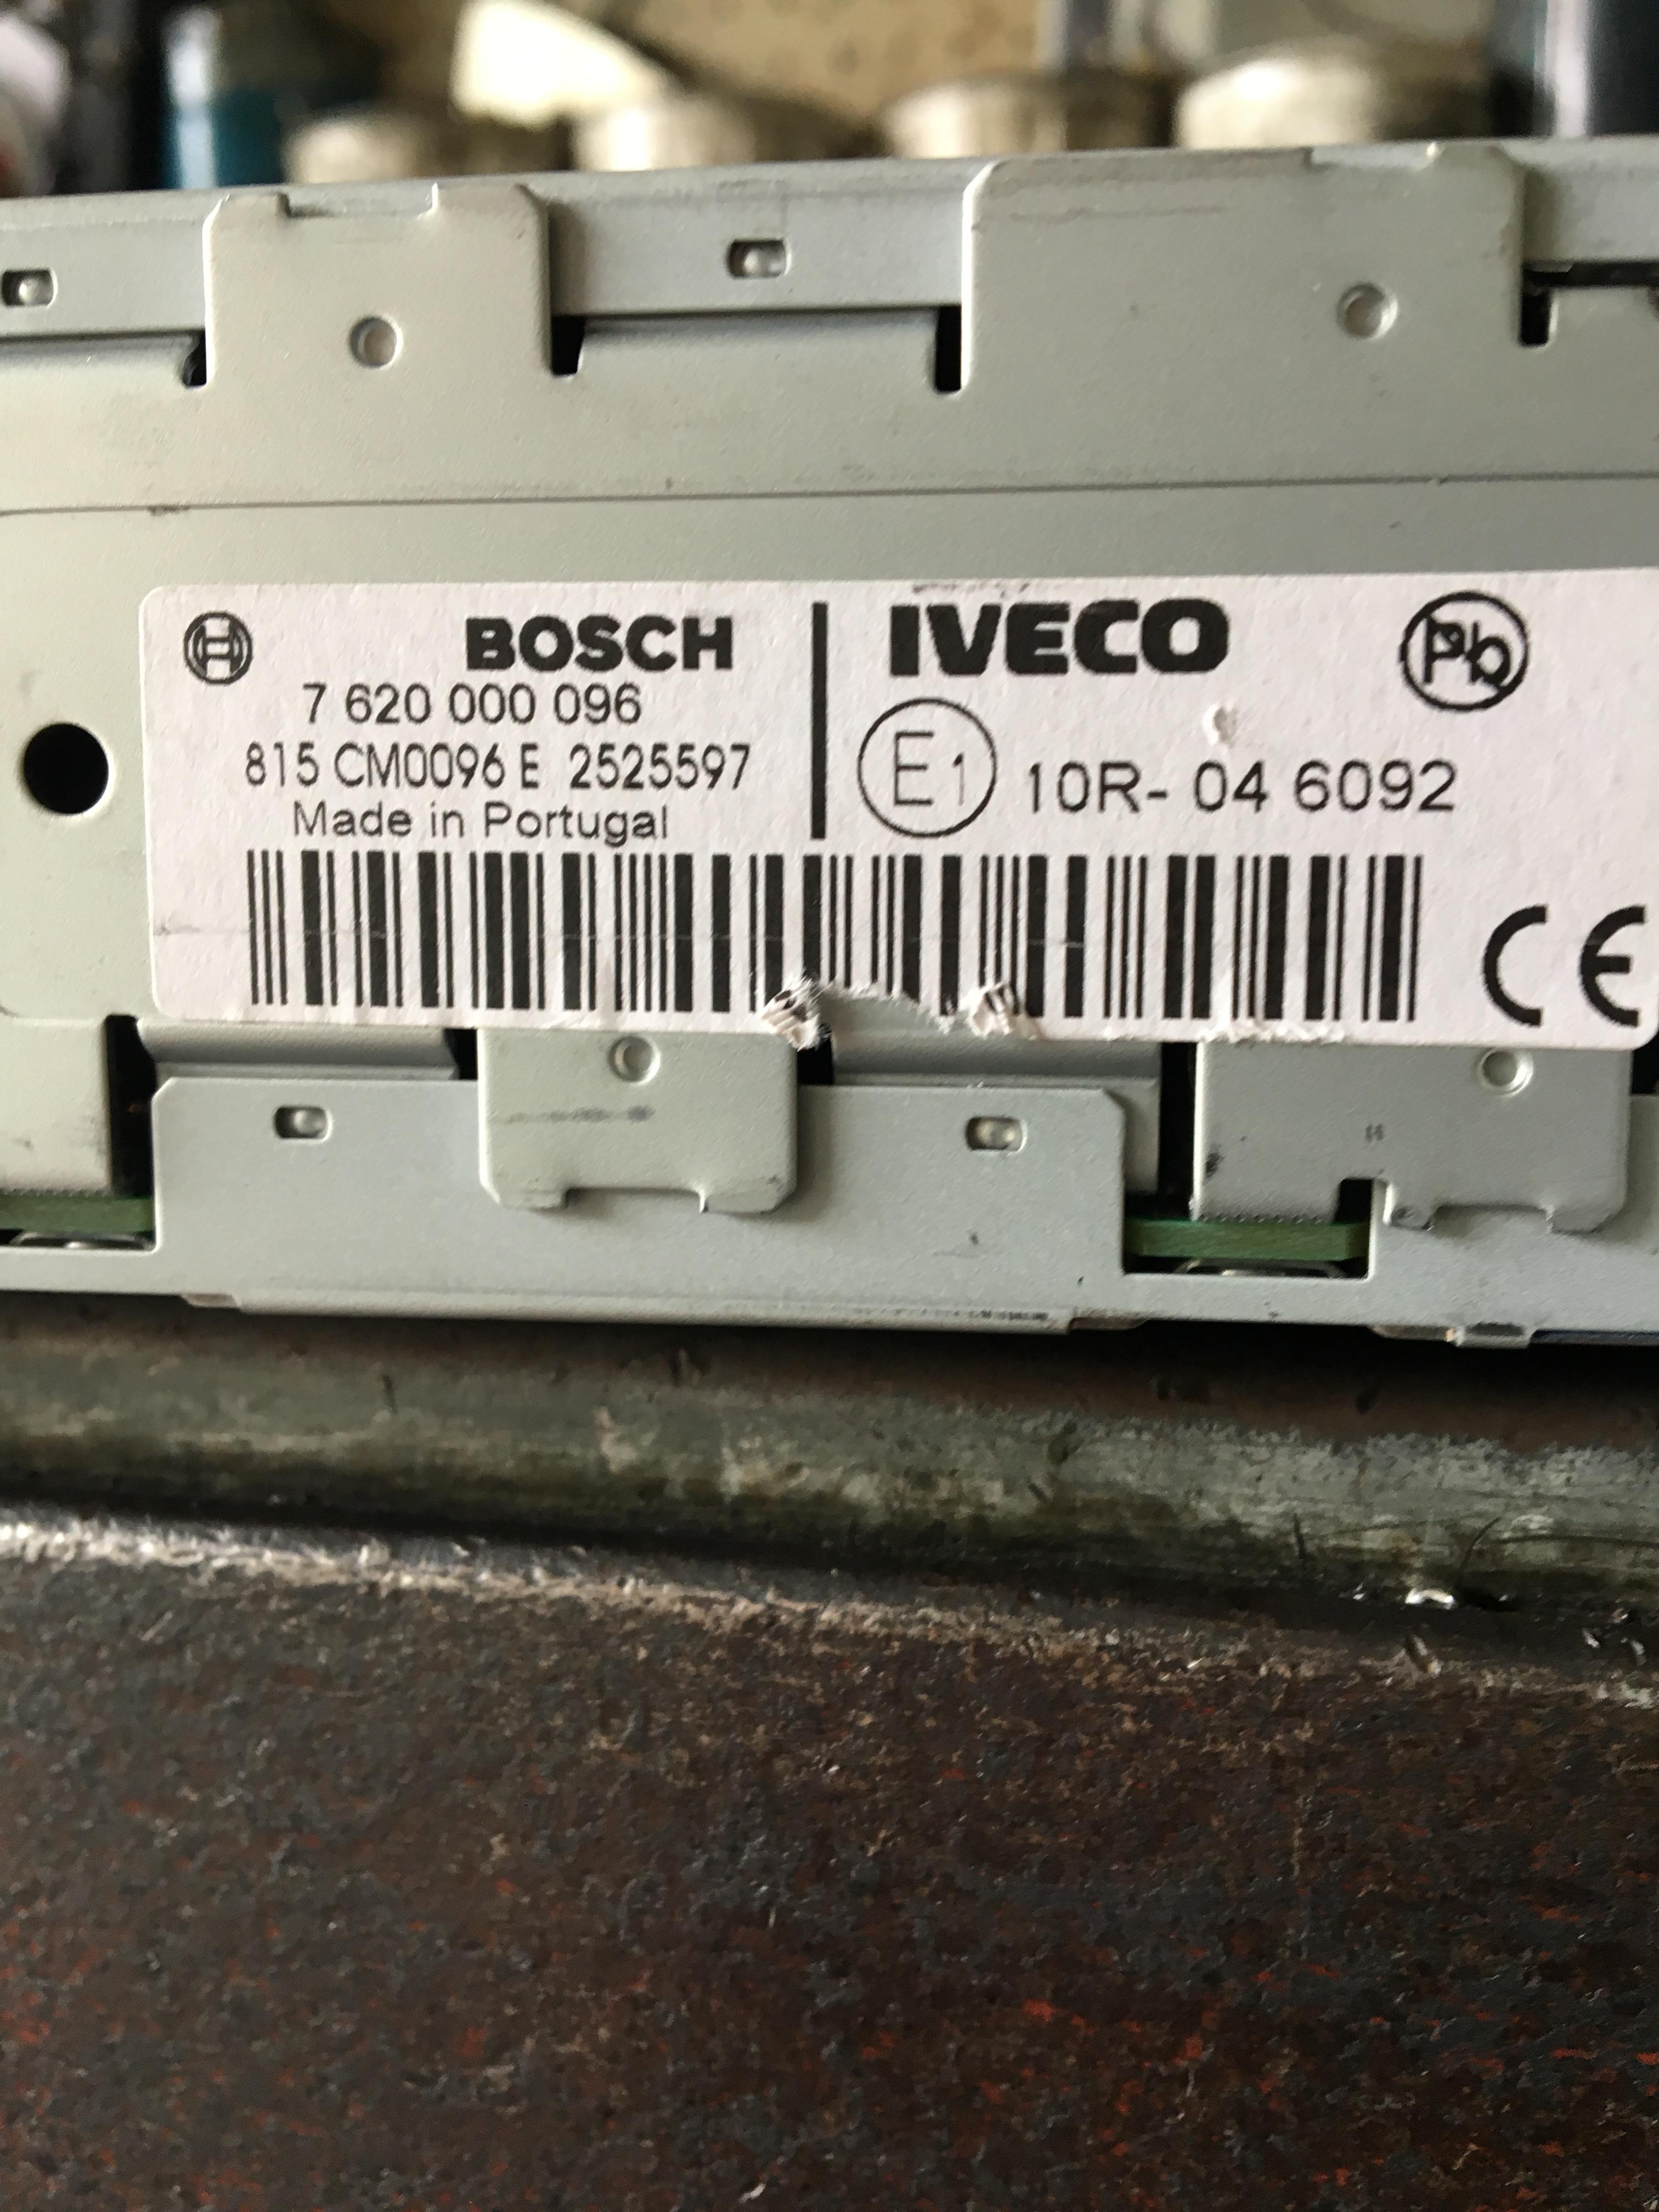 BOSCH
7 620 000 096
815 CM0096 E 2525597
Made in Portugal
IVECO
Pb
E1 10R- 04 6092
CE